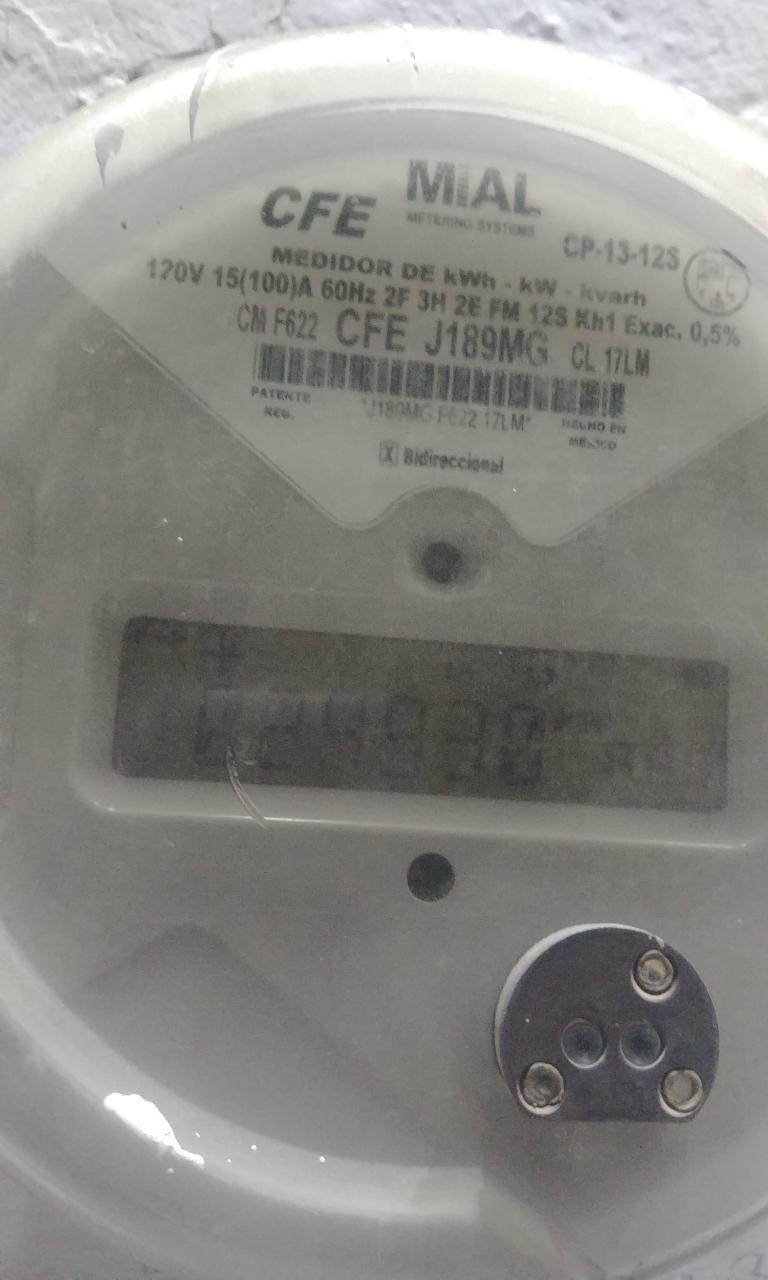 MIAL
CFE METERING SYSTEMS CP-13-12S
MEDIDOR DE kWh - kW - kvarh
120V 15(100)A 60Hz 2F 3H 2E FM 12S Kh1 Exac. 0,5%
CM F622 CFE J189MG CL 17LM
PATENTE REG. *J189MG F622 17LM* HECHO EN MEXICO
X Bidireccional